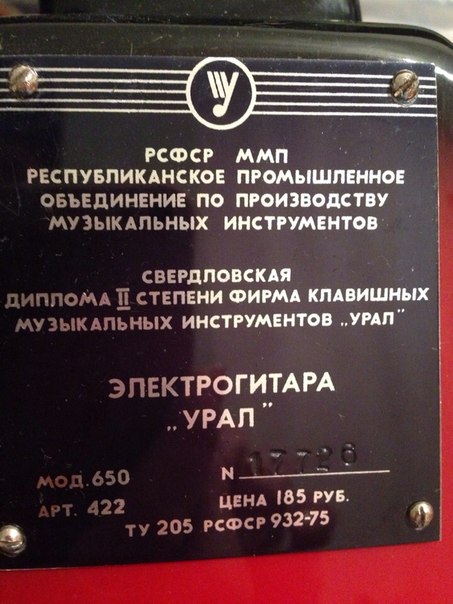 У
РСФСР ММП
РЕСПУБЛИКАНСКОЕ ПРОМЫШЛЕННОЕ
ОБЪЕДИНЕНИЕ ПО ПРОИЗВОДСТВУ
МУЗЫКАЛЬНЫХ ИНСТРУМЕНТОВ
СВЕРДЛОВСКАЯ
ДИПЛОМА II СТЕПЕНИ ФИРМА КЛАВИШНЫХ
МУЗЫКАЛЬНЫХ ИНСТРУМЕНТОВ „УРАЛ"
ЭЛЕКТРОГИТАРА
„УРАЛ"
МОД. 650 N 17726
АРТ. 422 ЦЕНА 185 РУБ.
ТУ 205 РСФСР 932-75